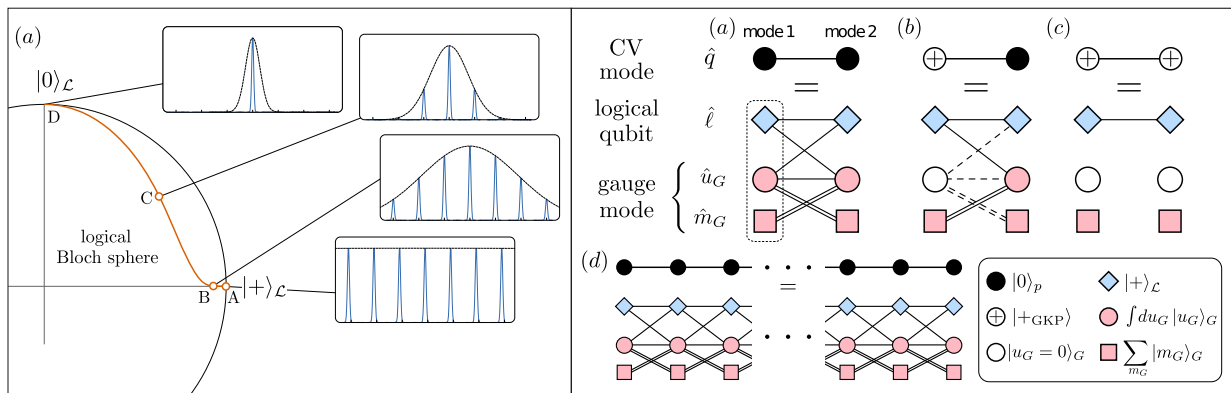 (a)
|0⟩_ℒ
D
C
logical
Bloch sphere
B
A
|+⟩_ℒ
(a)
mode 1
mode 2
(b)
(c)
CV
mode
q̂
=
=
=
logical
qubit
ℓ̂
gauge
mode
û_G
m̂_G
(d)
· · ·
=
· · ·
|0⟩_p
|+⟩_ℒ
|+_GKP⟩
∫du_G |u_G⟩_G
|u_G = 0⟩_G
∑_{m_G} |m_G⟩_G